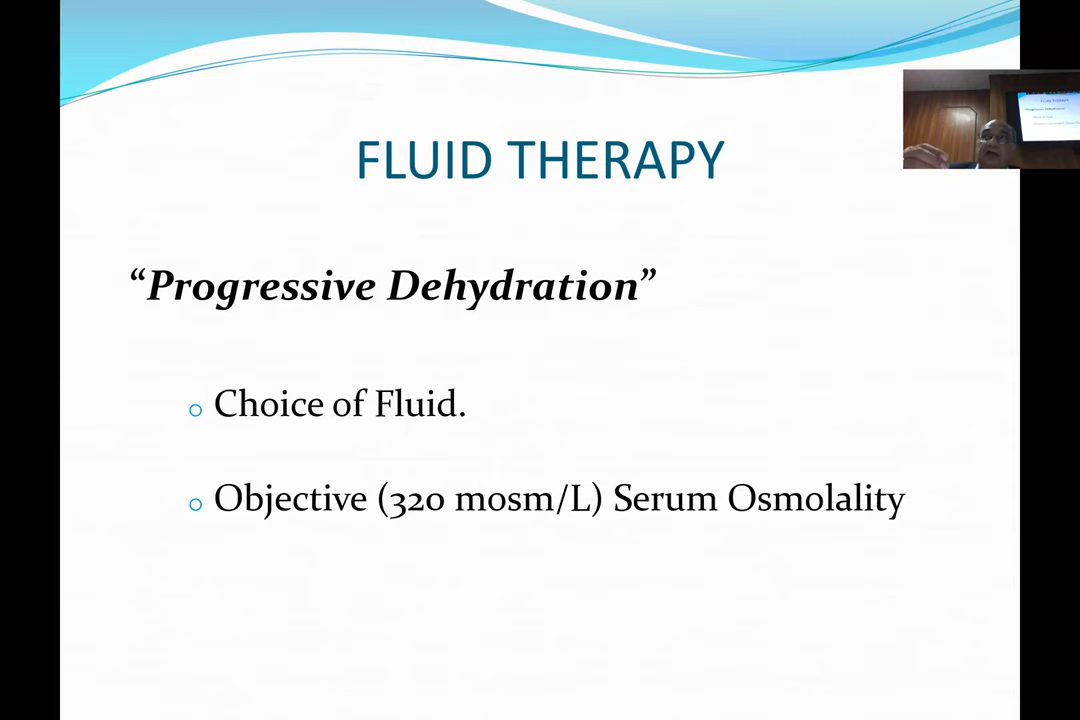 FLUID THERAPY
“Progressive Dehydration”
Choice of Fluid.
Objective (320 mosm/L) Serum Osmolality